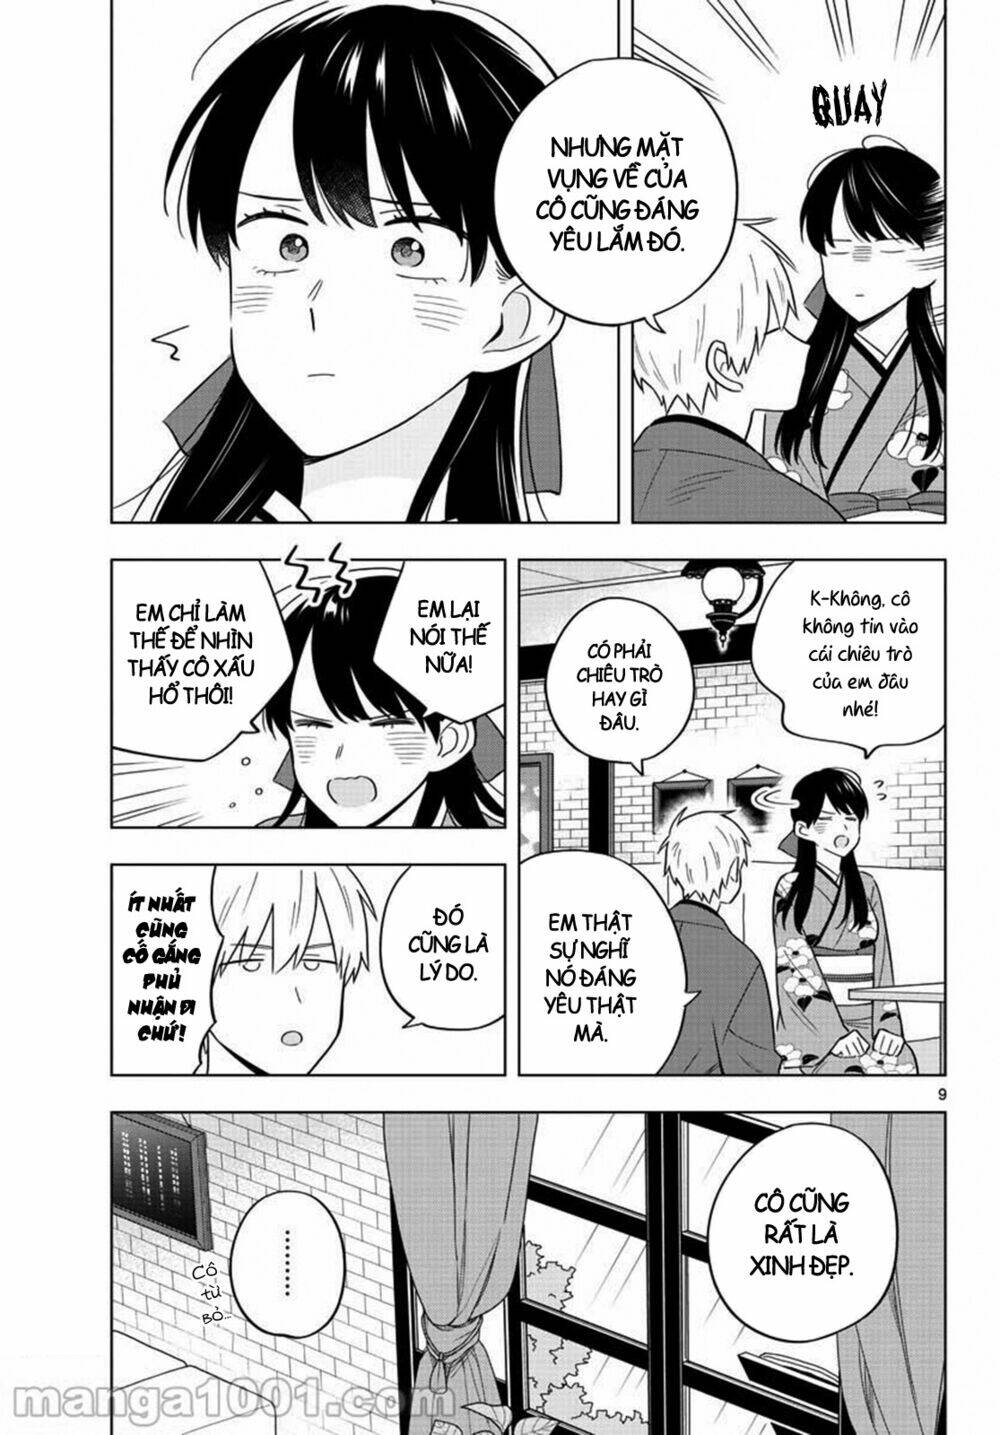 QUAY
NHƯNG MẶT
VỤNG VỀ CỦA
CÔ CŨNG ĐÁNG
YÊU LẮM ĐÓ.
EM CHỈ LÀM
THẾ ĐỂ NHÌN
THẤY CÔ XẤU
HỔ THÔI!
EM LẠI
NÓI THẾ
NỮA!
CÓ PHẢI
CHIÊU TRÒ
HAY GÌ
ĐÂU.
K-Không, cô
không tin vào
cái chiêu trò
của em đâu
nhé!
ÍT NHẤT
CŨNG
CỐ GẮNG
PHỦ
NHẬN ĐI
CHỨ!
ĐÓ
CŨNG LÀ
LÝ DO.
EM THẬT
SỰ NGHĨ
NÓ ĐÁNG
YÊU THẬT
MÀ.
9
CÔ CŨNG
RẤT LÀ
XINH ĐẸP.
.........
Cô
từ
bỏ...
manga1001.com